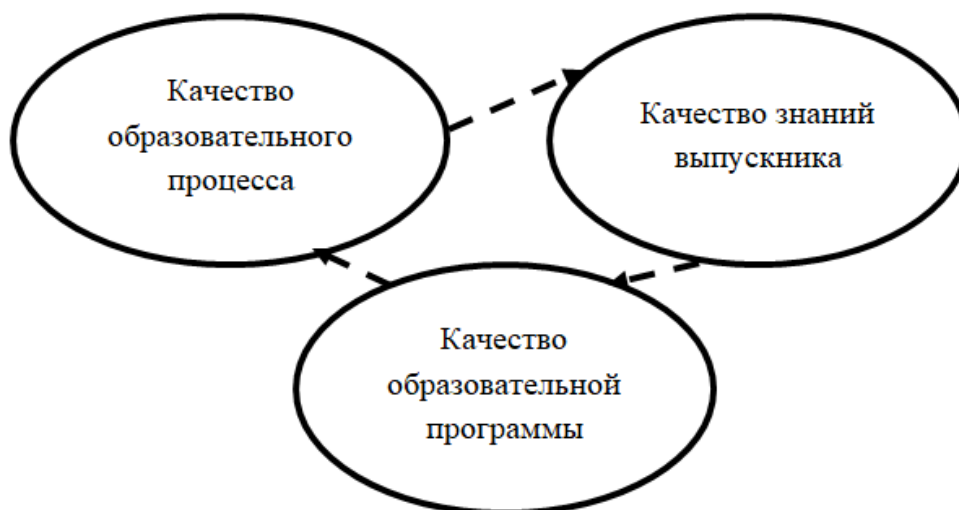 Качество
образовательного
процесса
Качество знаний
выпускника
Качество
образовательной
программы